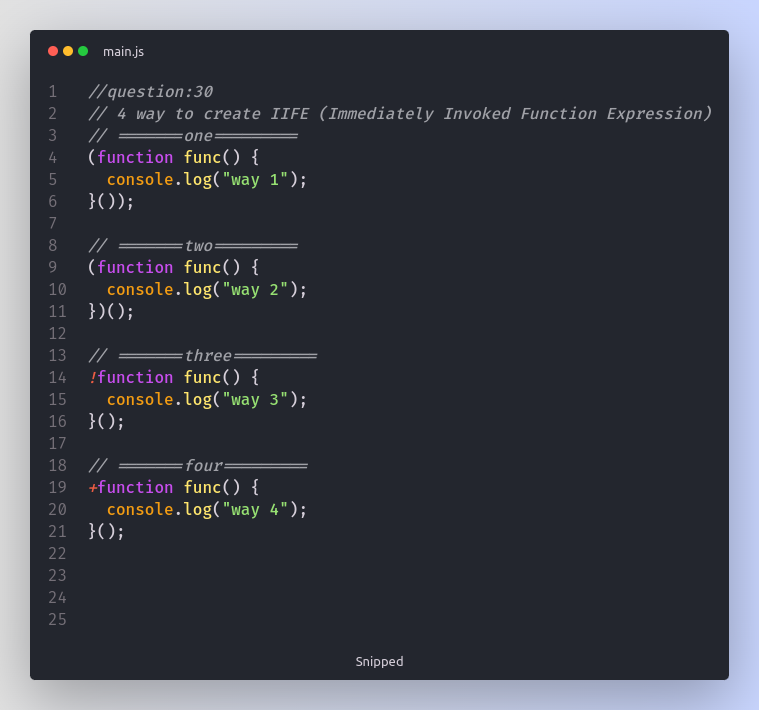 main.js
1 //question:30
2 // 4 way to create IIFE (Immediately Invoked Function Expression)
3 // =======one=========
4 (function func() {
5   console.log("way 1");
6 }());
7
8 // =======two=========
9 (function func() {
10   console.log("way 2");
11 })();
12
13 // =======three=========
14 !function func() {
15   console.log("way 3");
16 }();
17
18 // =======four=========
19 +function func() {
20   console.log("way 4");
21 }();
22
23
24
25
Snipped